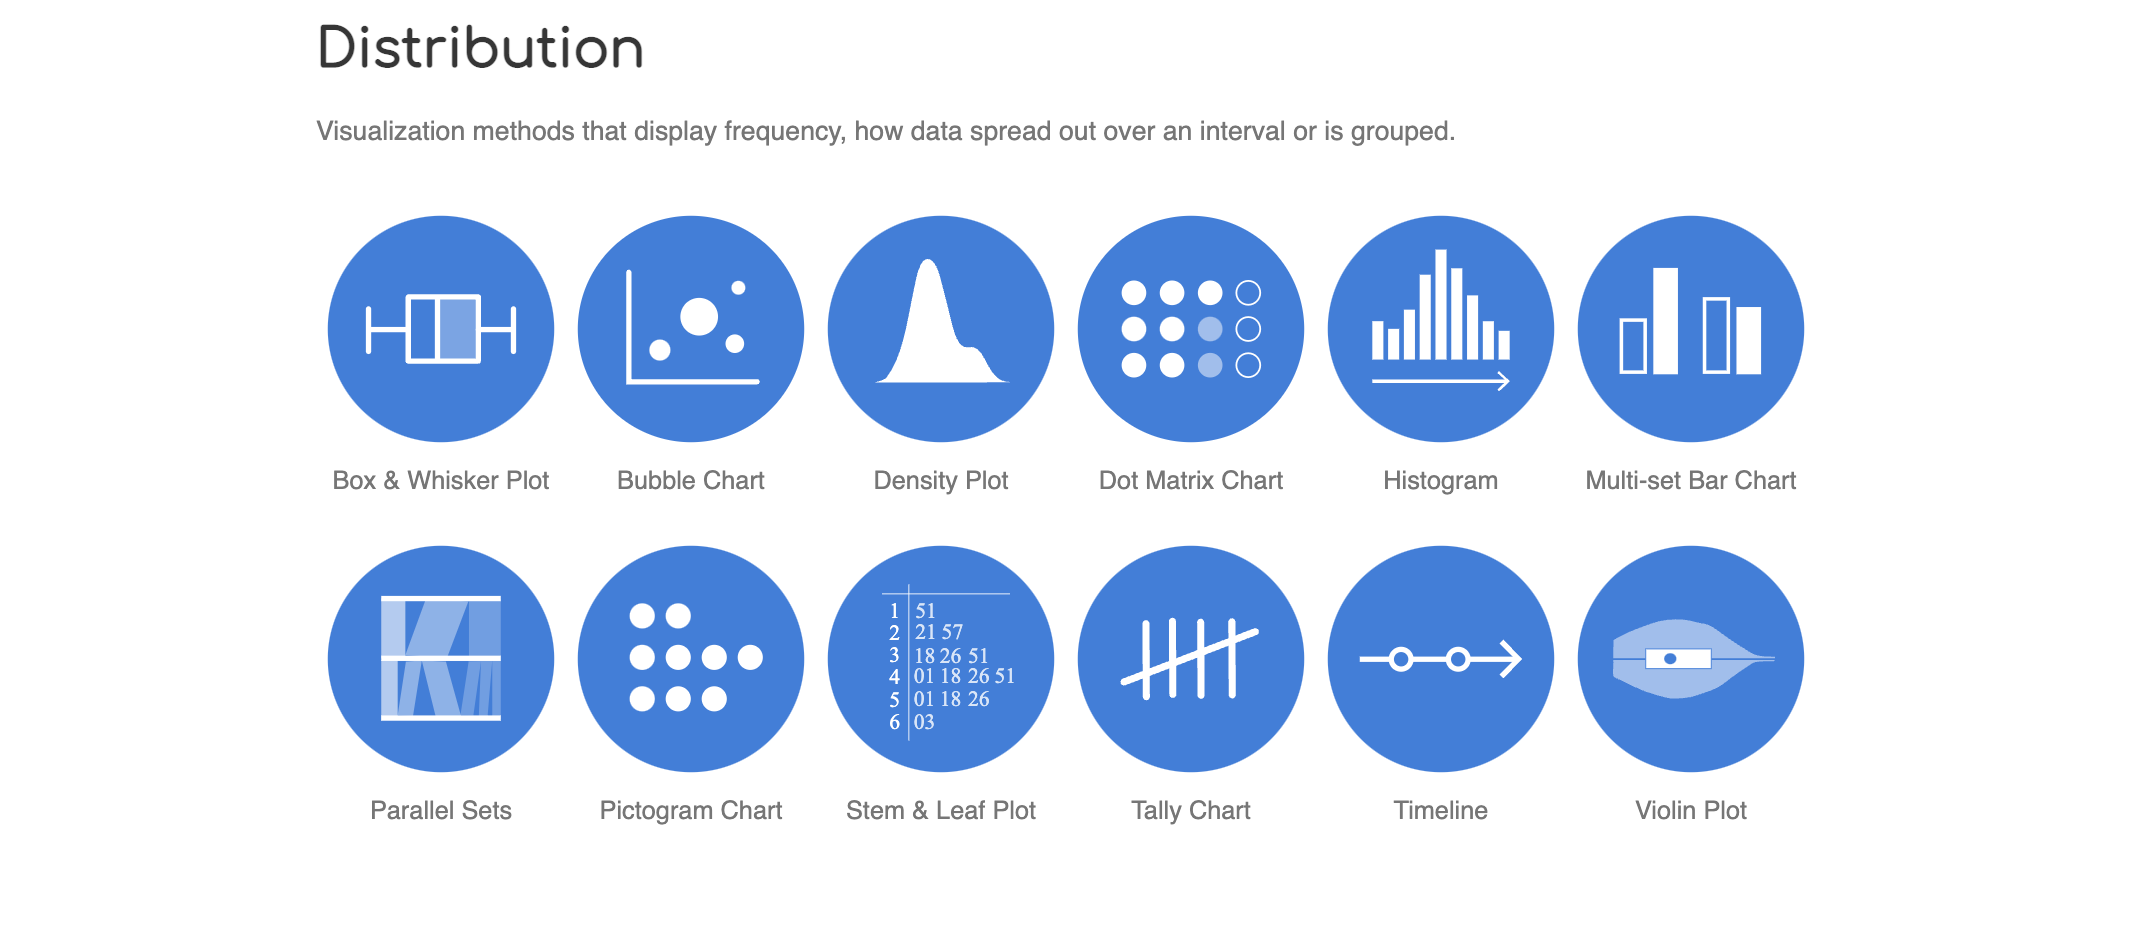 Distribution
Visualization methods that display frequency, how data spread out over an interval or is grouped.
Box & Whisker Plot
Bubble Chart
Density Plot
Dot Matrix Chart
Histogram
Multi-set Bar Chart
1 51
2 21 57
3 18 26 51
4 01 18 26 51
5 01 18 26
6 03
Parallel Sets
Pictogram Chart
Stem & Leaf Plot
Tally Chart
Timeline
Violin Plot